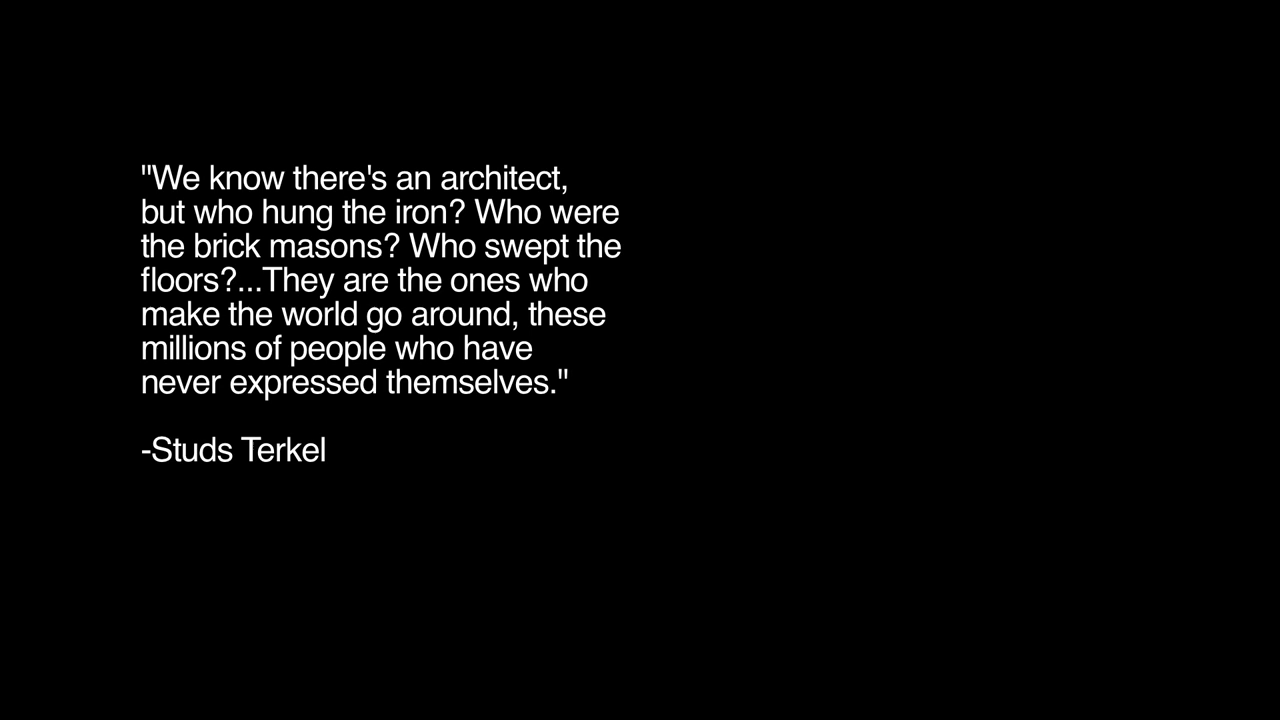 "We know there's an architect,
but who hung the iron? Who were
the brick masons? Who swept the
floors?...They are the ones who
make the world go around, these
millions of people who have
never expressed themselves."
-Studs Terkel